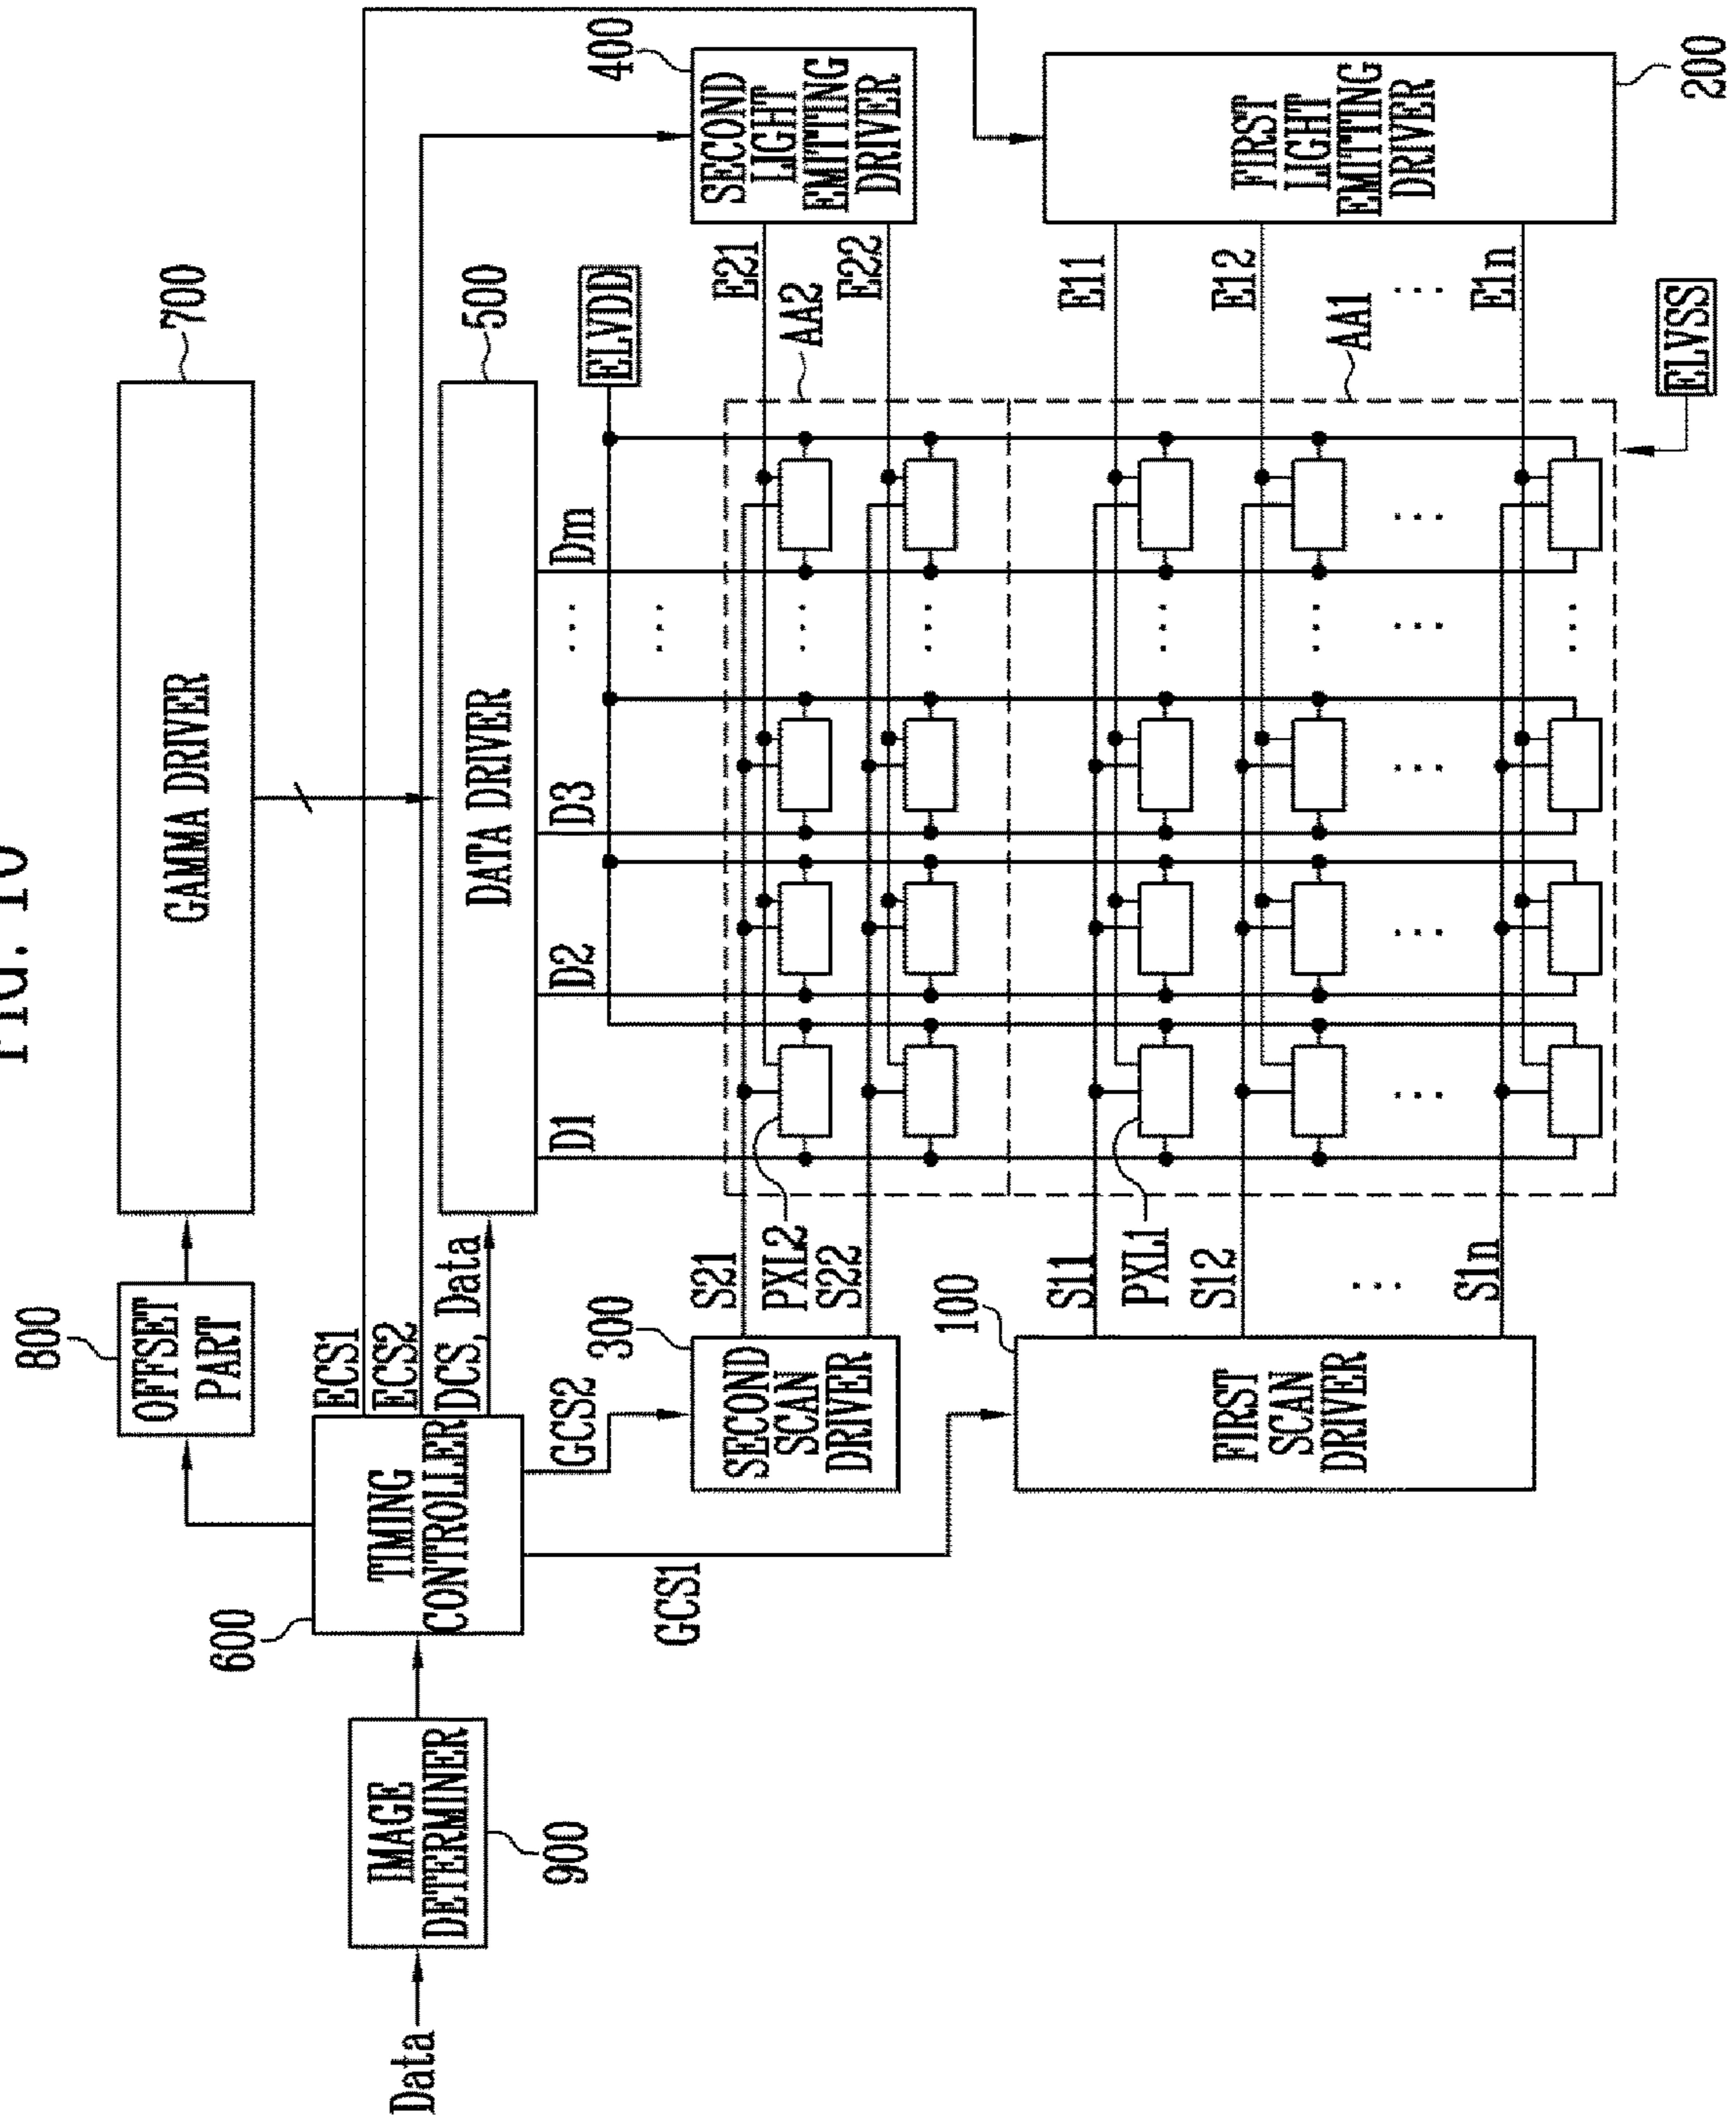 FIG. 10
800
OFFSET
PART
GAMMA DRIVER
700
ECS1
ECS2
DCS, Data
DATA DRIVER
500
Data
IMAGE
DETERMINER
900
600
TIMING
CONTROLLER
GCS2
GCS1
D1
D2
D3
...
Dm
ELVDD
400
SECOND
LIGHT
EMITTING
DRIVER
300
SECOND
SCAN
DRIVER
S21
PXL2
S22
E21
AA2
E22
100
FIRST
SCAN
DRIVER
S11
PXL1
S12
...
S1n
E11
E12
AA1
...
E1n
FIRST
LIGHT
EMITTING
DRIVER
200
ELVSS